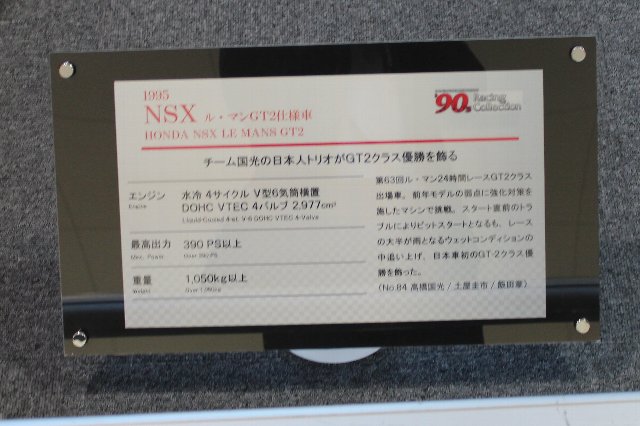 1995
NSX ル・マンGT2仕様車
HONDA NSX LE MANS GT2
'90s Racing Collection
チーム国光の日本人トリオがGT2クラス優勝を飾る
エンジン
Engine
水冷 4サイクル V型6気筒横置
DOHC VTEC 4バルブ 2,977cm³
Liquid-Cooled 4-st. V-6 DOHC VTEC 4-Valve
最高出力
Max. Power
390 PS以上
Over 390 PS
重量
Weight
1,050kg以上
Over 1,050kg
第63回ル・マン24時間レースGT2クラス
出場車。前年モデルの弱点に強化対策を
施したマシンで挑戦。スタート直前のトラ
ブルによりピットスタートとなるも、レース
の大半が雨となるウェットコンディションの
中追い上げ、日本車初のGT-2クラス優
勝を飾った。
(No.84 高橋国光 / 土屋圭市 / 飯田章)